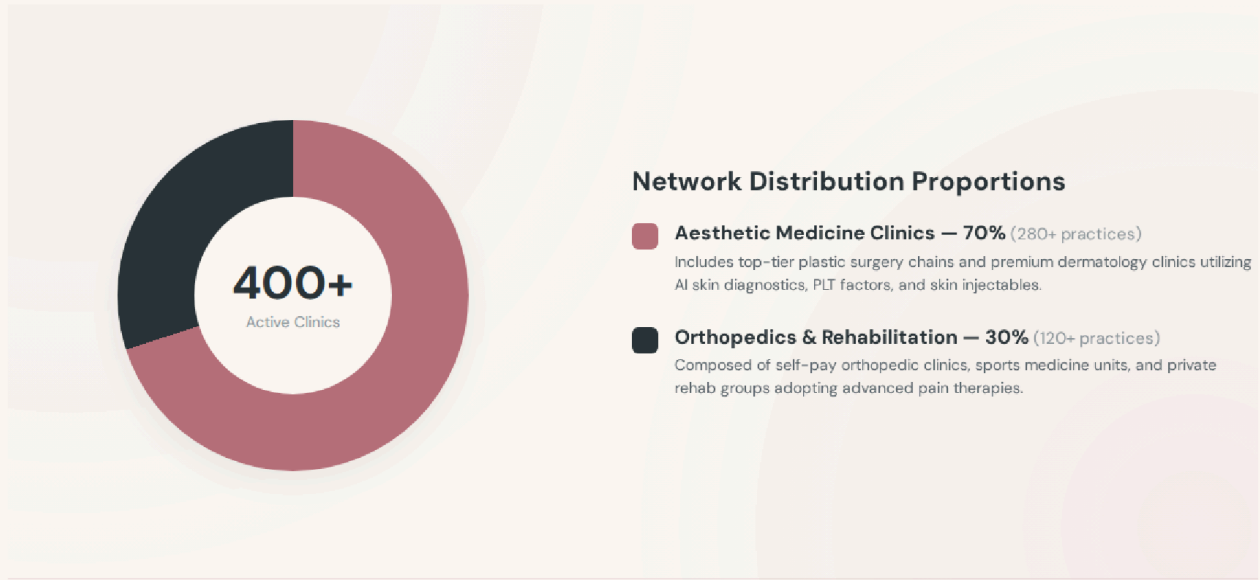 400+
Active Clinics
Network Distribution Proportions
Aesthetic Medicine Clinics — 70% (280+ practices)
Includes top-tier plastic surgery chains and premium dermatology clinics utilizing
AI skin diagnostics, PLT factors, and skin injectables.
Orthopedics & Rehabilitation — 30% (120+ practices)
Composed of self-pay orthopedic clinics, sports medicine units, and private
rehab groups adopting advanced pain therapies.